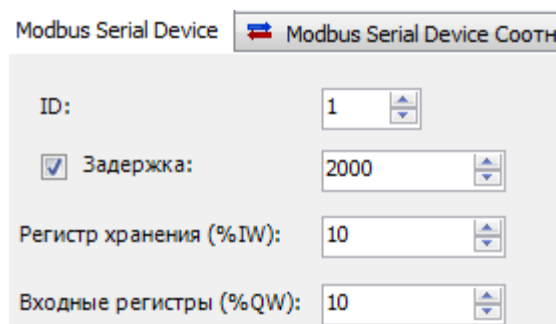 Modbus Serial Device Modbus Serial Device Соотн
ID: 1
Задержка: 2000
Регистр хранения (%IW): 10
Входные регистры (%QW): 10